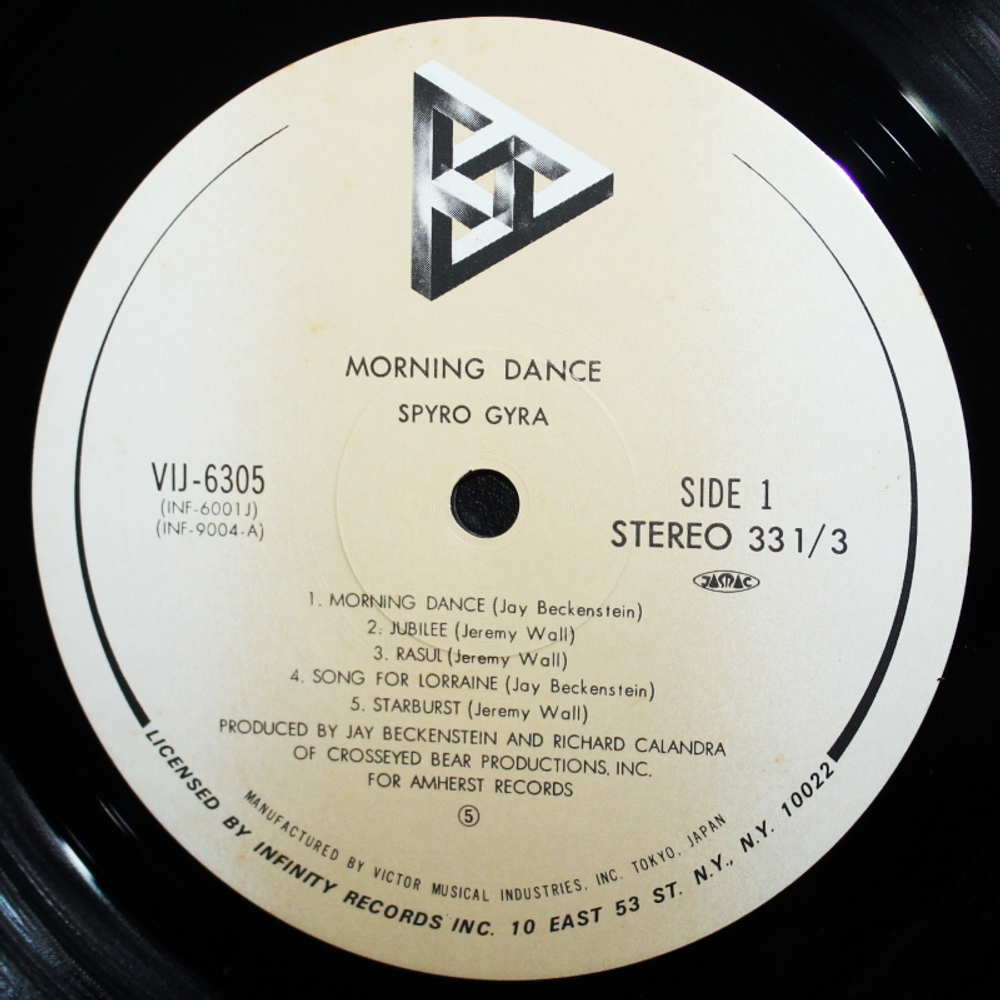 MORNING DANCE
SPYRO GYRA
VIJ-6305
(INF-6001J)
(INF-9004-A)
SIDE 1
STEREO 33 1/3
JASRAC
1. MORNING DANCE (Jay Beckenstein)
2. JUBILEE (Jeremy Wall)
3. RASUL (Jeremy Wall)
4. SONG FOR LORRAINE (Jay Beckenstein)
5. STARBURST (Jeremy Wall)
PRODUCED BY JAY BECKENSTEIN AND RICHARD CALANDRA
OF CROSSEYED BEAR PRODUCTIONS, INC.
FOR AMHERST RECORDS
⑤
MANUFACTURED BY VICTOR MUSICAL INDUSTRIES, INC. TOKYO, JAPAN
LICENSED BY INFINITY RECORDS INC. 10 EAST 53 ST. N.Y., N.Y. 10022